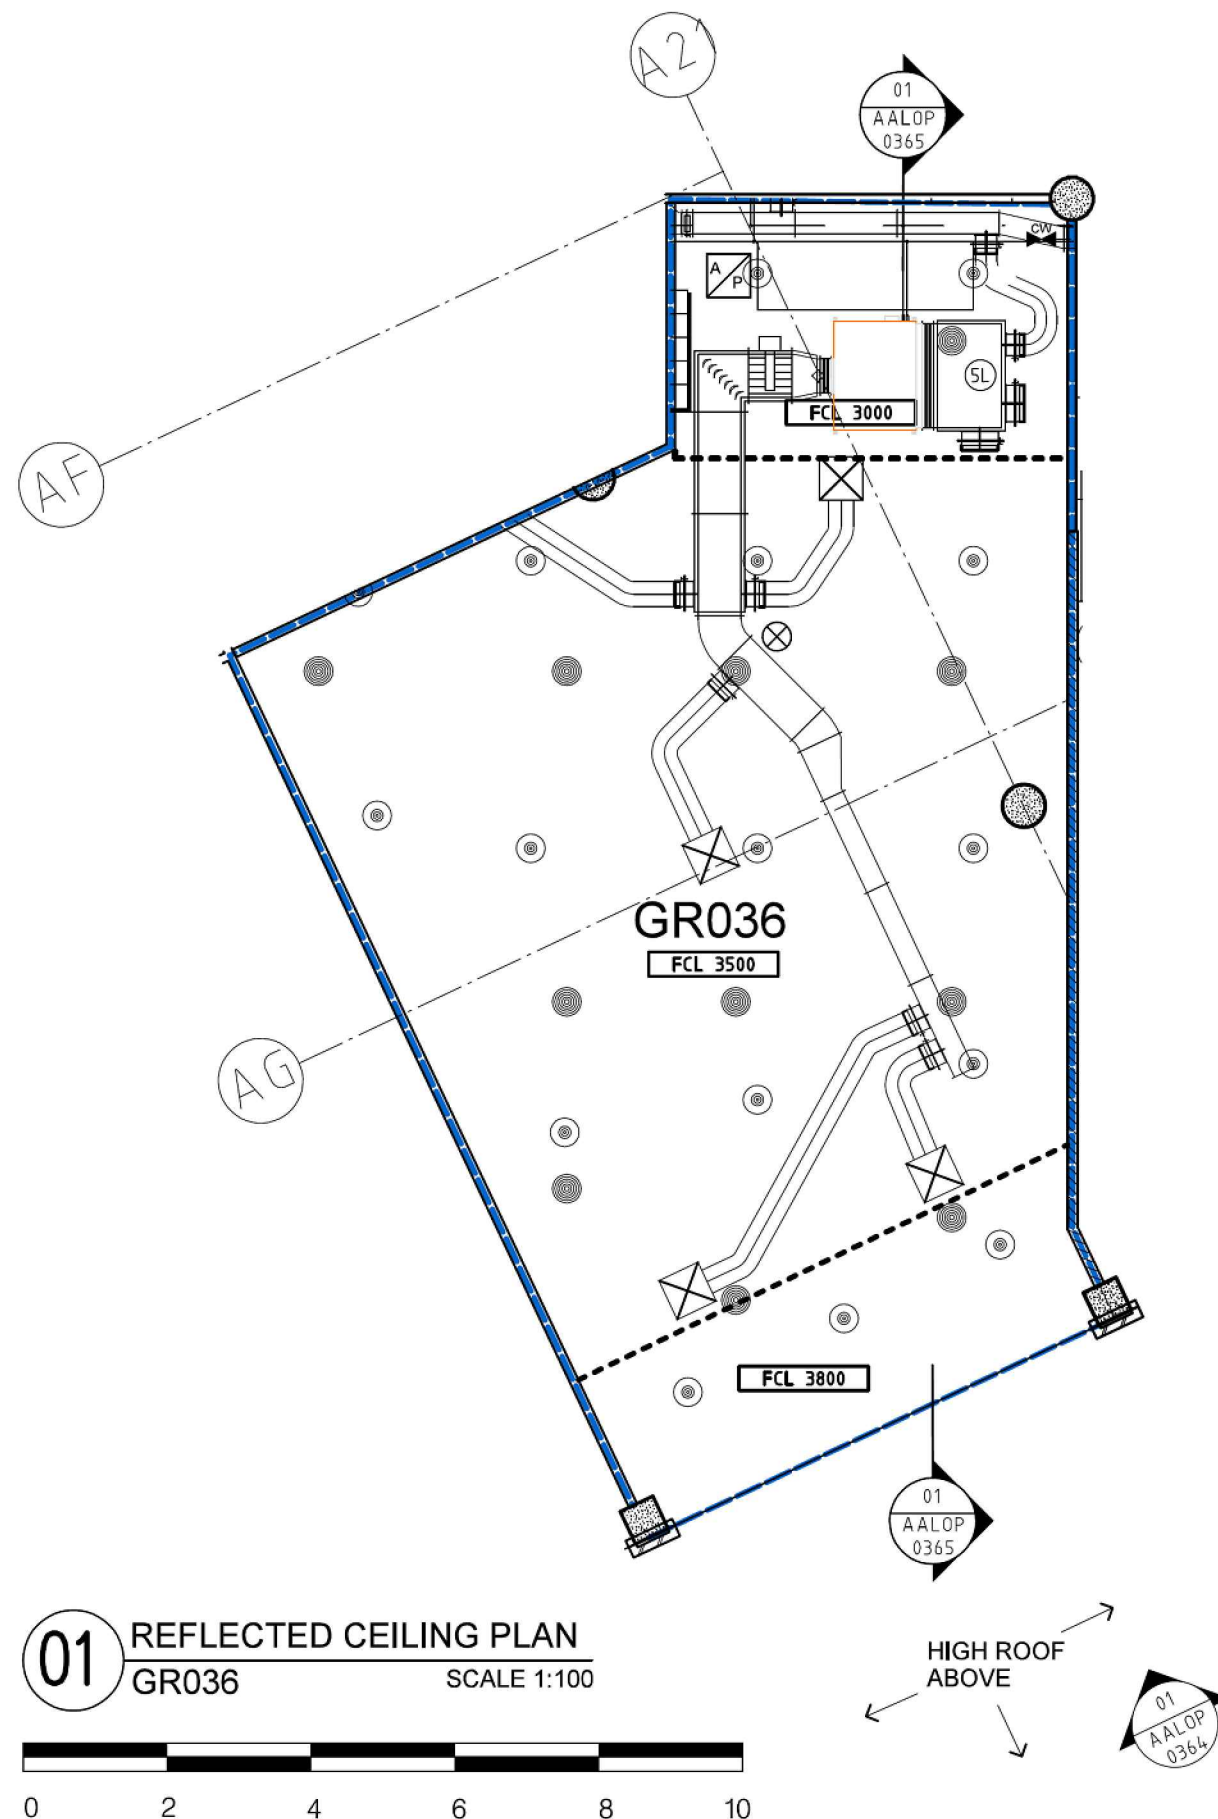 A2'
01
AALOP
0365
CW
A
P
5L
FCL 3000
AF
GR036
FCL 3500
AG
FCL 3800
01
AALOP
0365
01
REFLECTED CEILING PLAN
GR036
SCALE 1:100
HIGH ROOF
ABOVE
01
AALOP
0364
0 2 4 6 8 10